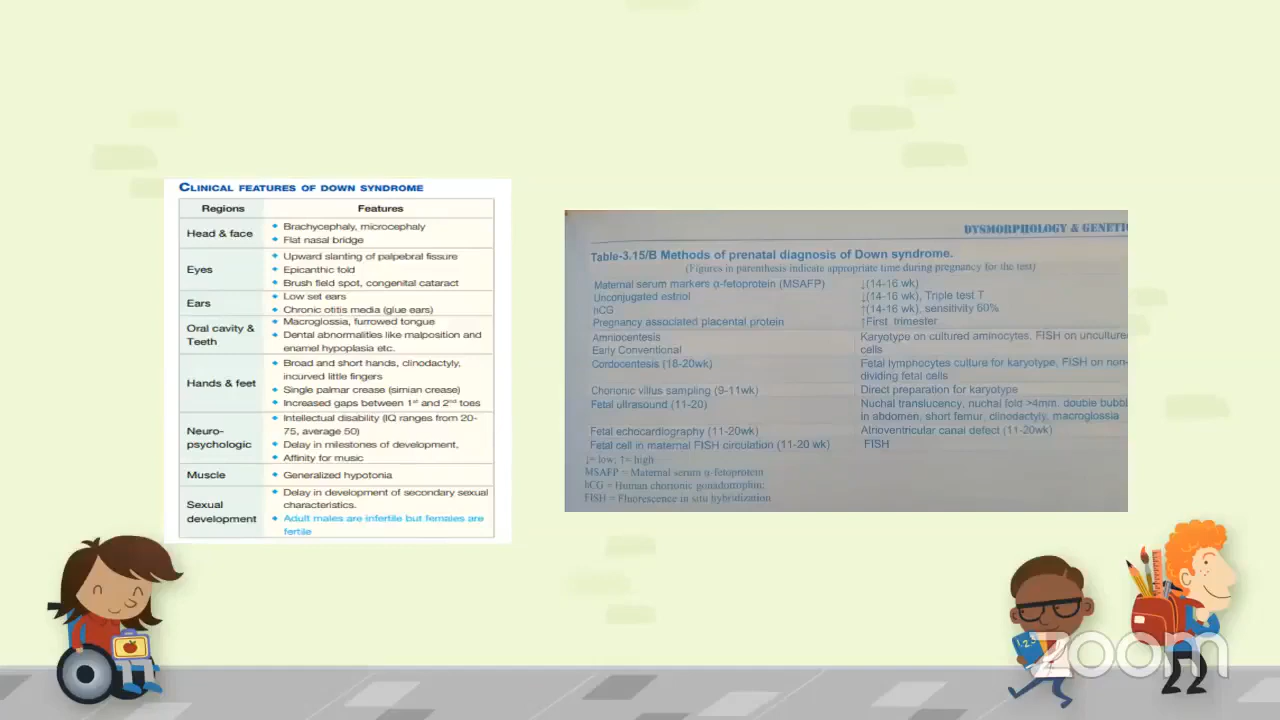 CLINICAL FEATURES OF DOWN SYNDROME
Regions Features
Head & face
Brachycephaly, microcephaly
Flat nasal bridge
Eyes
Upward slanting of palpebral fissure
Epicanthic fold
Brush field spot, congenital cataract
Ears
Low set ears
Chronic otitis media (glue ears)
Oral cavity &
Teeth
Macroglossia, furrowed tongue
Dental abnormalities like malposition and
enamel hypoplasia etc.
Hands & feet
Broad and short hands, clinodactyly,
incurved little fingers
Single palmar crease (simian crease)
Increased gaps between 1st and 2nd toes
Neuro-
psychologic
Intellectual disability (IQ ranges from 20-
75, average 50)
Delay in milestones of development,
Affinity for music
Muscle
Generalized hypotonia
Sexual
development
Delay in development of secondary sexual
characteristics.
Adult males are infertile but females are
fertile
DYSMORPHOLOGY & GENETI
Table-3.15/B Methods of prenatal diagnosis of Down syndrome.
(Figures in parenthesis indicate appropriate time during pregnancy for the test)
Maternal serum markers α-fetoprotein (MSAFP) ↓(14-16 wk)
Unconjugated estriol ↓(14-16 wk), Triple test T
hCG ↑(14-16 wk), sensitivity 60%
Pregnancy associated placental protein ↑First trimester
Amniocentesis Karyotype on cultured aminocytes, FISH on uncultured
Early Conventional cells
Cordocentesis (18-20wk) Fetal lymphocytes culture for karyotype, FISH on non-
dividing fetal cells
Chorionic villus sampling (9-11wk) Direct preparation for karyotype
Fetal ultrasound (11-20) Nuchal translucency, nuchal fold >4mm, double bubbl
in abdomen, short femur, clinodactyly, macroglossia
Fetal echocardiography (11-20wk) Atrioventricular canal defect (11-20wk)
Fetal cell in maternal FISH circulation (11-20 wk) FISH
↓= low; ↑= high
MSAFP = Maternal serum α-fetoprotein
hCG = Human chorionic gonadotrophin;
FISH = Fluorescence in situ hybridization
zoom